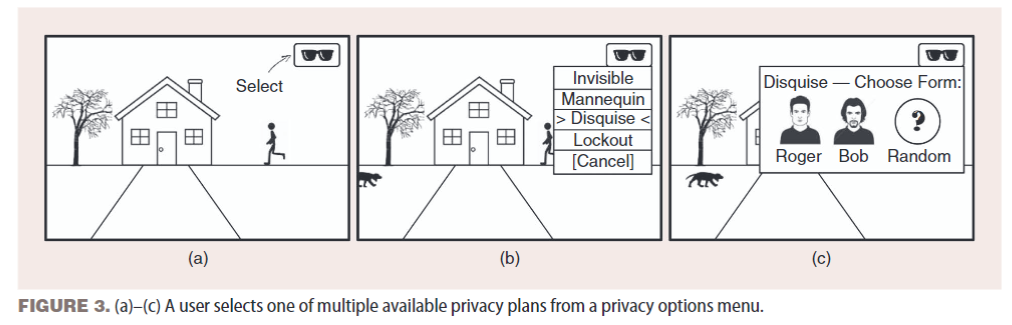 Select
(a)
Invisible
Mannequin
> Disquise <
Lockout
[Cancel]
(b)
Disquise — Choose Form:
?
Roger Bob Random
(c)
FIGURE 3. (a)–(c) A user selects one of multiple available privacy plans from a privacy options menu.